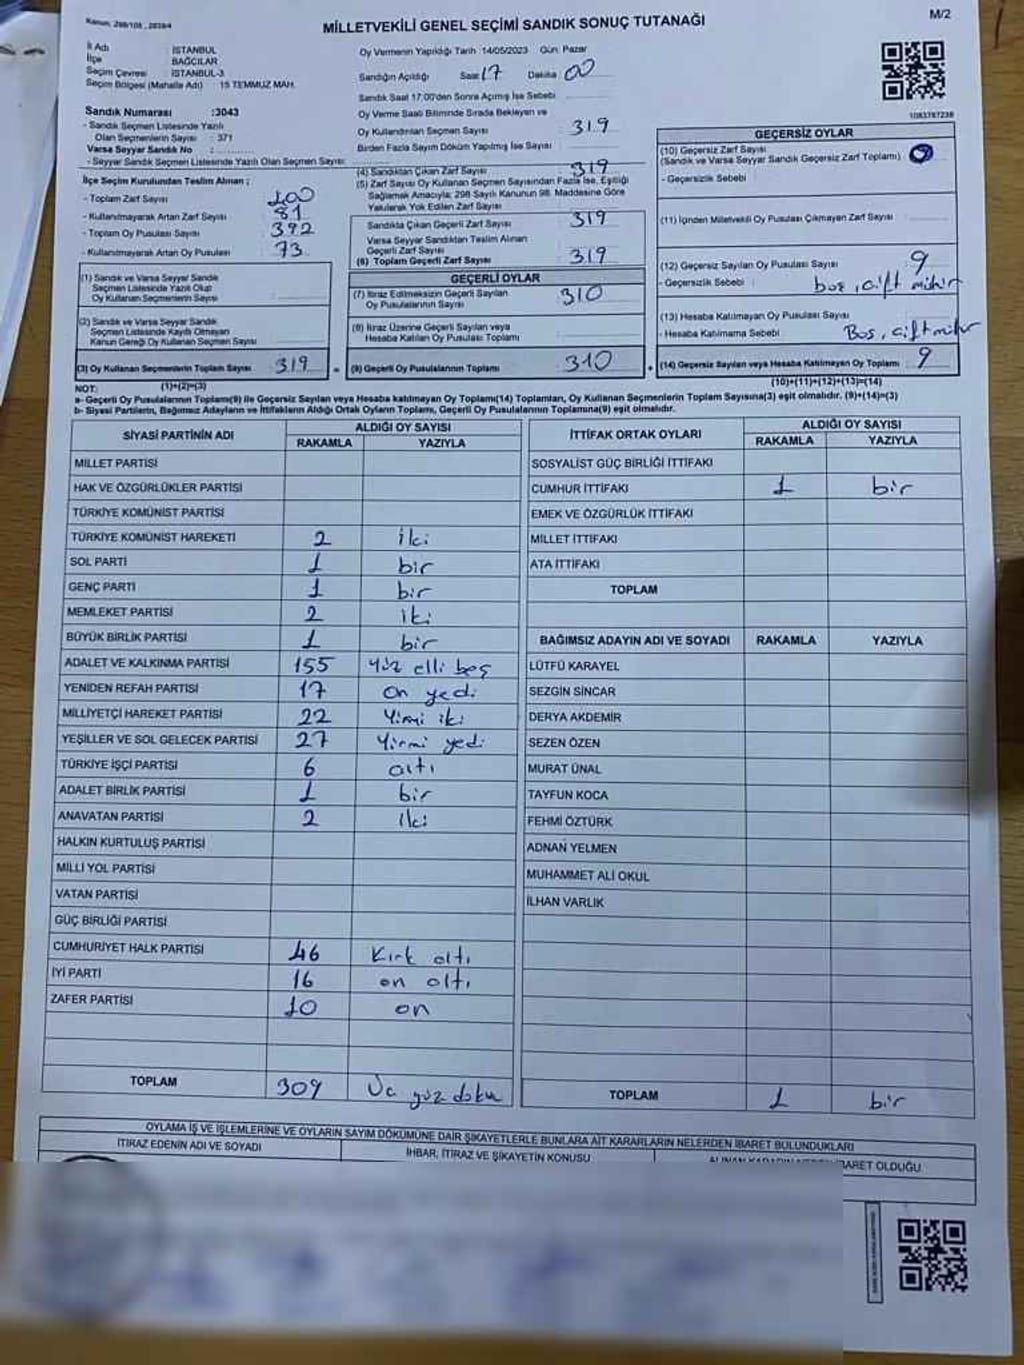 Kanun: 298/105 , 2839/4
MİLLETVEKİLİ GENEL SEÇİMİ SANDIK SONUÇ TUTANAĞI
M/2
İl Adı İSTANBUL
İlçe BAĞCILAR
Seçim Çevresi İSTANBUL-3
Seçim Bölgesi (Mahalle Adı) 15 TEMMUZ MAH.
Oy Vermenin Yapıldığı Tarih 14/05/2023 Gün: Pazar
Sandığın Açıldığı Saat 17 Dakika 00
Sandık Saat 17:00'den Sonra Açılmış İse Sebebi
Sandık Numarası :3043
- Sandık Seçmen Listesinde Yazılı
Olan Seçmenlerin Sayısı : 371
Varsa Seyyar Sandık No :
- Seyyar Sandık Seçmen Listesinde Yazılı Olan Seçmen Sayısı:
Oy Verme Saati Bitiminde Sırada Bekleyen ve
Oy Kullandırılan Seçmen Sayısı 319
Birden Fazla Sayım Döküm Yapılmış İse Sayısı
İlçe Seçim Kurulundan Teslim Alınan ;
- Toplam Zarf Sayısı 400
- Kullanılmayarak Artan Zarf Sayısı 81
- Toplam Oy Pusulası Sayısı 392
- Kullanılmayarak Artan Oy Pusulası 73
(4) Sandıktan Çıkan Zarf Sayısı 319
(5) Zarf Sayısı Oy Kullanan Seçmen Sayısından Fazla İse, Eşitliği
Sağlamak Amacıyla; 298 Sayılı Kanunun 98. Maddesine Göre
Yakılarak Yok Edilen Zarf Sayısı
Sandıkta Çıkan Geçerli Zarf Sayısı 319
Varsa Seyyar Sandıktan Teslim Alınan
Geçerli Zarf Sayısı
(6) Toplam Geçerli Zarf Sayısı 319
1083787238
GEÇERSİZ OYLAR
(10) Geçersiz Zarf Sayısı
(Sandık ve Varsa Seyyar Sandık Geçersiz Zarf Toplamı)
- Geçersizlik Sebebi
(11) İçinden Milletvekili Oy Pusulası Çıkmayan Zarf Sayısı
(12) Geçersiz Sayılan Oy Pusulası Sayısı 9
- Geçersizlik Sebebi : boş, çift mühür
(13) Hesaba Katılmayan Oy Pusulası Sayısı
- Hesaba Katılmama Sebebi Boş, çift mühür
(14) Geçersiz Sayılan veya Hesaba Katılmayan Oy Toplamı 9
(10)+(11)+(12)+(13)=(14)
(1) Sandık ve Varsa Seyyar Sandık
Seçmen Listesinde Yazılı Olup
Oy Kullanan Seçmenlerin Sayısı
(2) Sandık ve Varsa Seyyar Sandık
Seçmen Listesinde Kayıtlı Olmayan
Kanun Gereği Oy Kullanan Seçmen Sayısı
(3) Oy Kullanan Seçmenlerin Toplam Sayısı 319 =
(1)+(2)=(3)
GEÇERLİ OYLAR
(7) İtiraz Edilmeksizin Geçerli Sayılan
Oy Pusulalarının Sayısı 310
(8) İtiraz Üzerine Geçerli Sayılan veya
Hesaba Katılan Oy Pusulası Toplamı
(9) Geçerli Oy Pusulalarının Toplamı 310 +
NOT:
a- Geçerli Oy Pusulalarının Toplamı(9) ile Geçersiz Sayılan veya Hesaba katılmayan Oy Toplamı(14) Toplamları, Oy Kullanan Seçmenlerin Toplam Sayısına(3) eşit olmalıdır. (9)+(14)=(3)
b- Siyasi Partilerin, Bağımsız Adayların ve İttifakların Aldığı Ortak Oyların Toplamı, Geçerli Oy Pusulalarının Toplamına(9) eşit olmalıdır.
SİYASİ PARTİNİN ADI ALDIĞI OY SAYISI
RAKAMLA YAZIYLA
MİLLET PARTİSİ
HAK VE ÖZGÜRLÜKLER PARTİSİ
TÜRKİYE KOMÜNİST PARTİSİ
TÜRKİYE KOMÜNİST HAREKETİ 2 iki
SOL PARTİ 1 bir
GENÇ PARTİ 1 bir
MEMLEKET PARTİSİ 2 iki
BÜYÜK BİRLİK PARTİSİ 1 bir
ADALET VE KALKINMA PARTİSİ 155 yüz elli beş
YENİDEN REFAH PARTİSİ 17 on yedi
MİLLİYETÇİ HAREKET PARTİSİ 22 Yirmi iki
YEŞİLLER VE SOL GELECEK PARTİSİ 27 Yirmi yedi
TÜRKİYE İŞÇİ PARTİSİ 6 altı
ADALET BİRLİK PARTİSİ 1 bir
ANAVATAN PARTİSİ 2 iki
HALKIN KURTULUŞ PARTİSİ
MİLLİ YOL PARTİSİ
VATAN PARTİSİ
GÜÇ BİRLİĞİ PARTİSİ
CUMHURİYET HALK PARTİSİ 46 Kırk altı
İYİ PARTİ 16 on altı
ZAFER PARTİSİ 10 on
TOPLAM 309 Üç yüz dokuz
İTTİFAK ORTAK OYLARI ALDIĞI OY SAYISI
RAKAMLA YAZIYLA
SOSYALİST GÜÇ BİRLİĞİ İTTİFAKI
CUMHUR İTTİFAKI 1 bir
EMEK VE ÖZGÜRLÜK İTTİFAKI
MİLLET İTTİFAKI
ATA İTTİFAKI
TOPLAM
BAĞIMSIZ ADAYIN ADI VE SOYADI RAKAMLA YAZIYLA
LÜTFÜ KARAYEL
SEZGİN SİNCAR
DERYA AKDEMİR
SEZEN ÖZEN
MURAT ÜNAL
TAYFUN KOCA
FEHMİ ÖZTÜRK
ADNAN YELMEN
MUHAMMET ALİ OKUL
İLHAN VARLIK
TOPLAM 1 bir
OYLAMA İŞ VE İŞLEMLERİNE VE OYLARIN SAYIM DÖKÜMÜNE DAİR ŞİKAYETLERLE BUNLARA AİT KARARLARIN NELERDEN İBARET BULUNDUKLARI
İTİRAZ EDENİN ADI VE SOYADI
İHBAR, İTİRAZ VE ŞİKAYETİN KONUSU
OLDUĞU